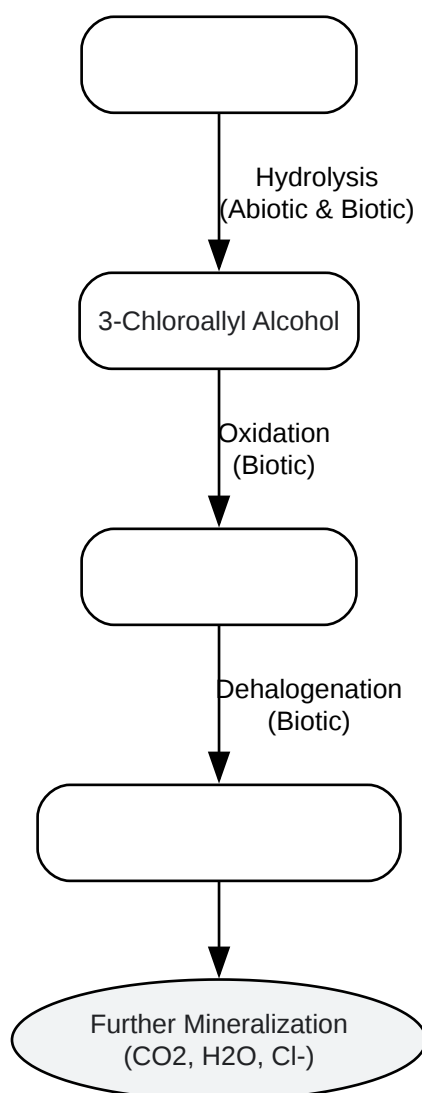 Hydrolysis
(Abiotic & Biotic)
3-Chloroallyl Alcohol
Oxidation
(Biotic)
Dehalogenation
(Biotic)
Further Mineralization
(CO2, H2O, Cl-)